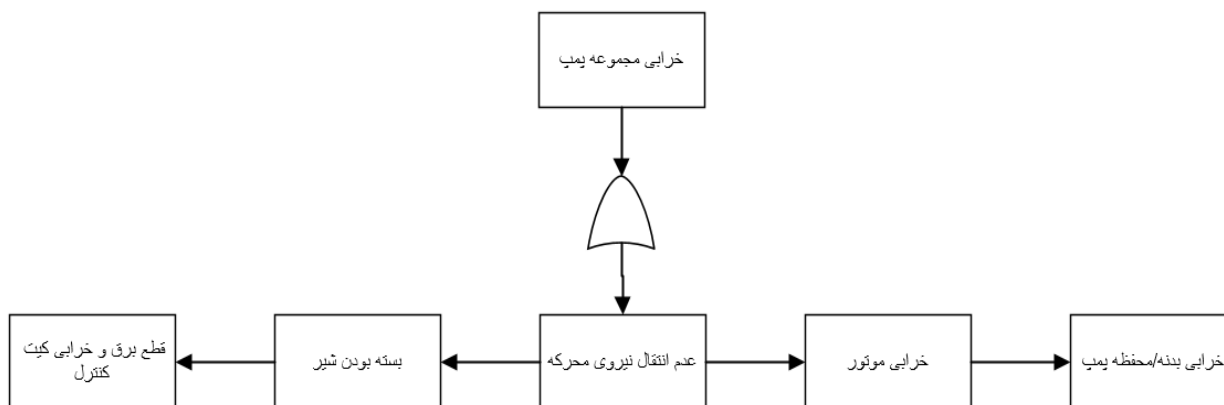 خرابی مجموعه پمپ
خرابی بدنه/محفظه پمپ
خرابی موتور
عدم انتقال نیروی محرکه
بسته بودن شیر
قطع برق و خرابی کیت
کنترل